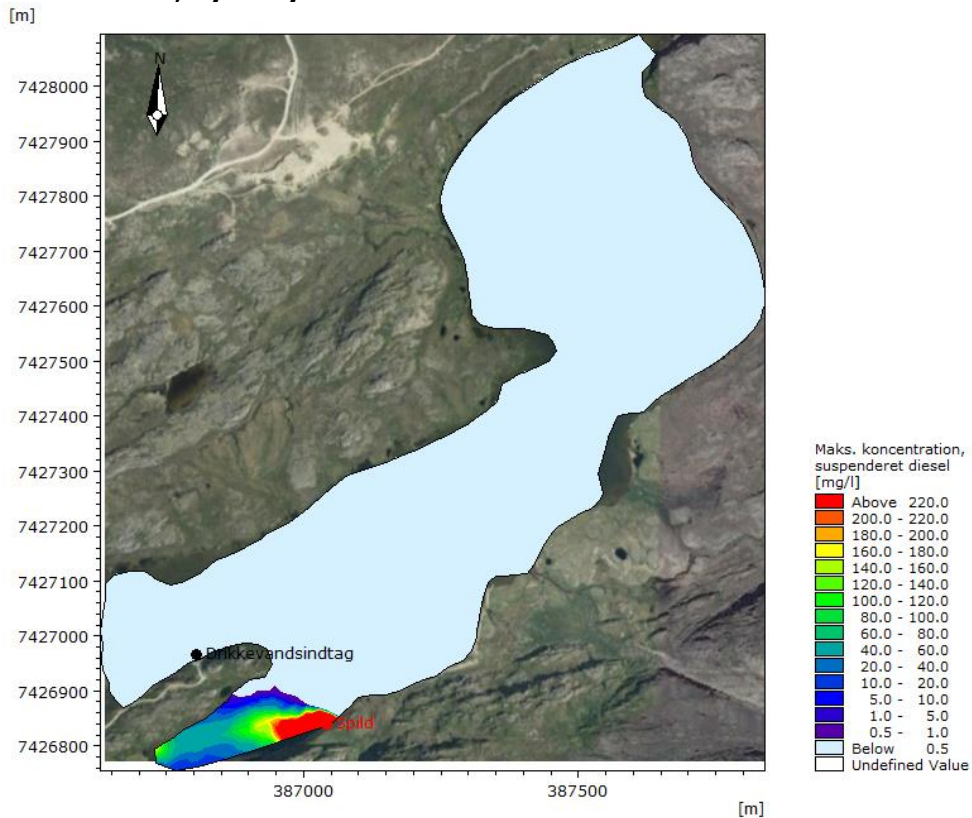 [m]
N
7428000
7427900
7427800
7427700
7427600
7427500
7427400
7427300
7427200
7427100
7427000
7426900
7426800
Drikkevandsindtag
Spild
387000
387500
[m]
Maks. koncentration,
suspenderet diesel
[mg/l]
Above 220.0
200.0 - 220.0
180.0 - 200.0
160.0 - 180.0
140.0 - 160.0
120.0 - 140.0
100.0 - 120.0
80.0 - 100.0
60.0 - 80.0
40.0 - 60.0
20.0 - 40.0
10.0 - 20.0
5.0 - 10.0
1.0 - 5.0
0.5 - 1.0
Below 0.5
Undefined Value